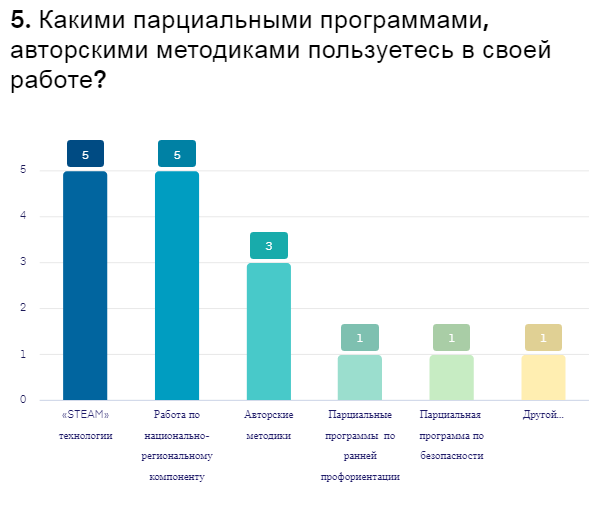 5. Какими парциальными программами,
авторскими методиками пользуетесь в своей
работе?
5
5
3
1
1
1
5
4
3
2
1
0
«STEAM»
технологии
Работа по
национально-
региональному
компоненту
Авторские
методики
Парциальные
программы по
ранней
профориентации
Парциальная
программа по
безопасности
Другой...